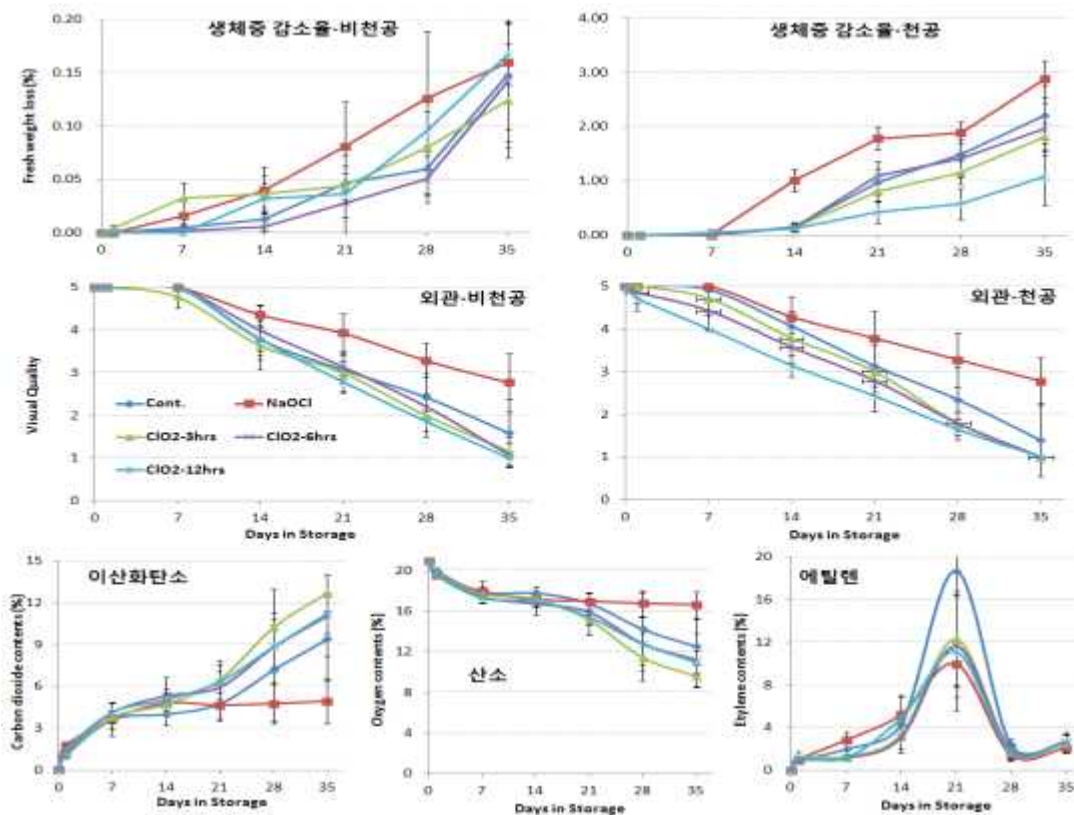 생체중 감소율-비천공
Fresh weight loss (%)
0.20
0.15
0.10
0.05
0.00
0 7 14 21 28 35
생체중 감소율-천공
4.00
3.00
2.00
1.00
0.00
0 7 14 21 28 35
외관-비천공
Visual Quality
5
4
3
2
1
0
Cont. NaOCl
ClO2-3hrs ClO2-6hrs
ClO2-12hrs
0 7 14 21 28 35
Days in Storage
외관-천공
5
4
3
2
1
0
0 7 14 21 28 35
Days in Storage
이산화탄소
Carbon dioxide contents (%)
15
12
9
6
3
0
0 7 14 21 28 35
Days in Storage
산소
Oxygen contents (%)
20
16
12
8
4
0
0 7 14 21 28 35
Days in Storage
에틸렌
Etylene contents (%)
20
16
12
8
4
0
0 7 14 21 28 35
Days in Storage